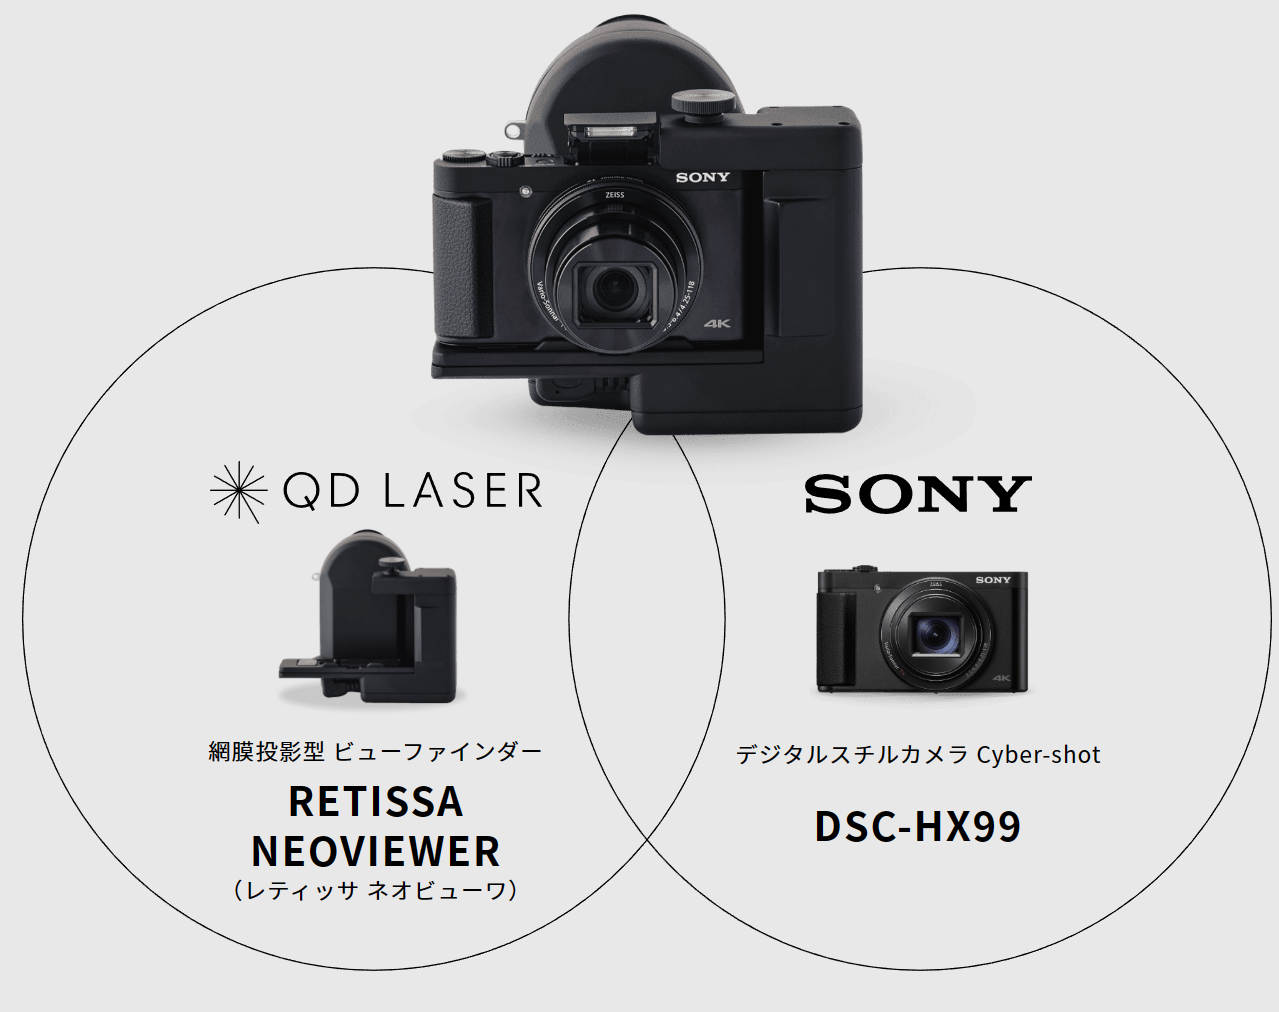 SONY
ZEISS
4K
QD LASER
SONY
SONY
4K
網膜投影型 ビューファインダー
RETISSA
NEOVIEWER
（レティッサ ネオビューワ）
デジタルスチルカメラ Cyber-shot
DSC-HX99